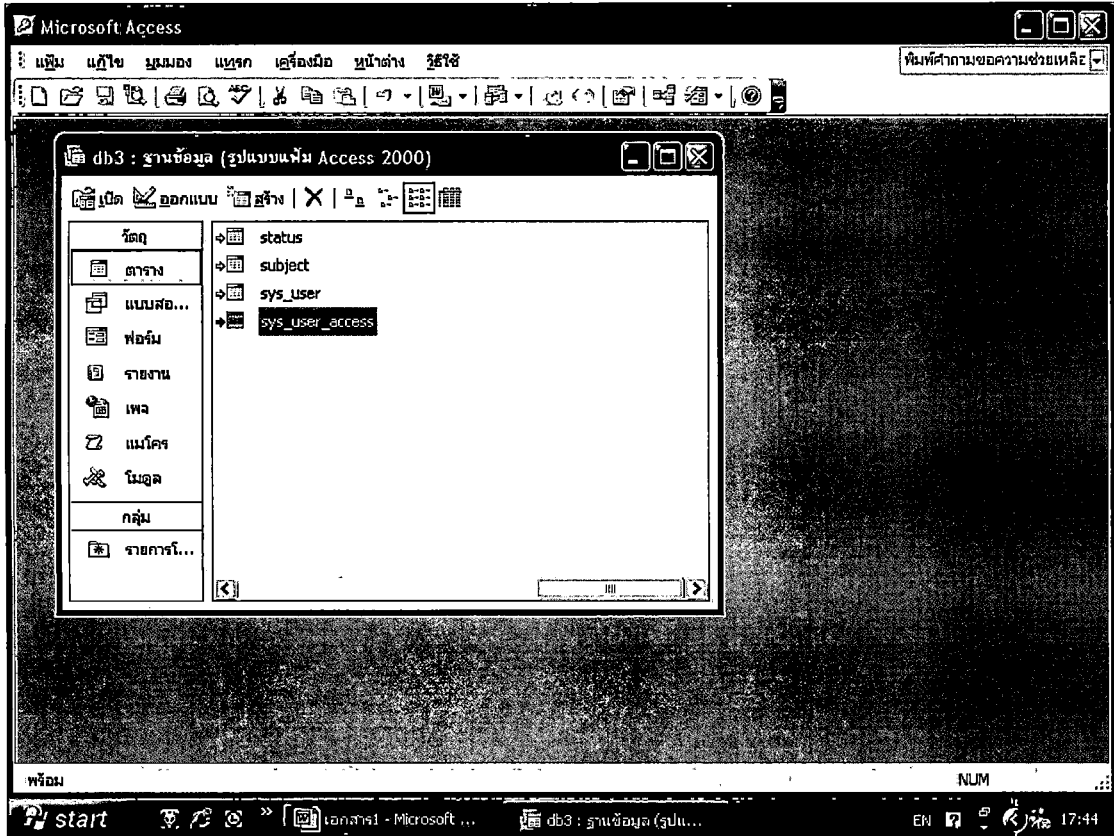 Microsoft Access
แฟ้ม แก้ไข มุมมอง แทรก เครื่องมือ หน้าต่าง วิธีใช้ พิมพ์คำถามขอความช่วยเหลือ
db3 : ฐานข้อมูล (รูปแบบแฟ้ม Access 2000)
เปิด ออกแบบ สร้าง
วัตถุ
ตาราง
แบบสอ...
ฟอร์ม
รายงาน
เพจ
แมโคร
โมดูล
กลุ่ม
รายการโ...
status
subject
sys_user
sys_user_access
พร้อม NUM
start เอกสาร1 - Microsoft ... db3 : ฐานข้อมูล (รูปแ... EN 17:44